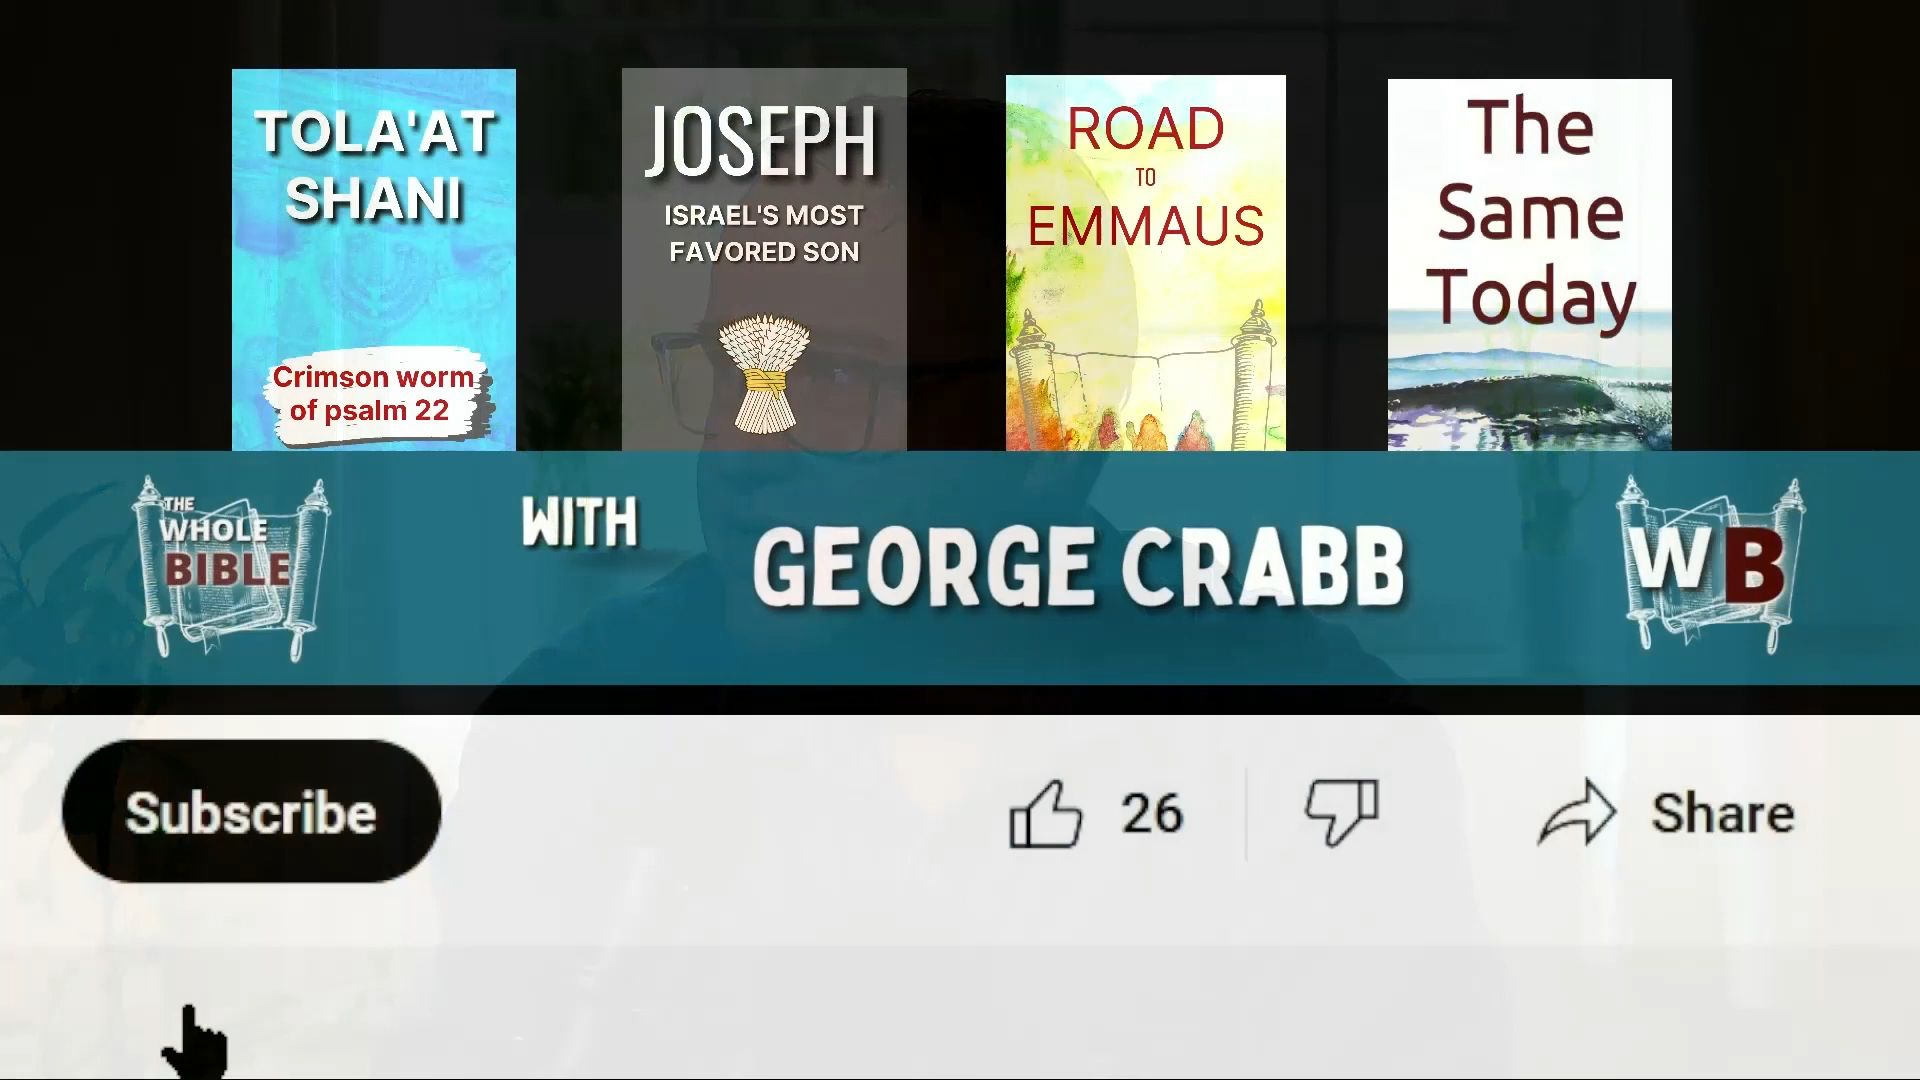 TOLA'AT
SHANI
Crimson worm
of psalm 22
JOSEPH
ISRAEL'S MOST
FAVORED SON
ROAD
TO
EMMAUS
The
Same
Today
THE
WHOLE
BIBLE
WITH
GEORGE CRABB
WB
Subscribe
26
Share